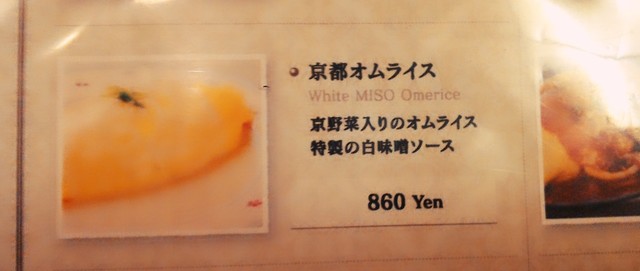 京都オムライス
White MISO Omerice
京野菜入りのオムライス
特製の白味噌ソース
860 Yen